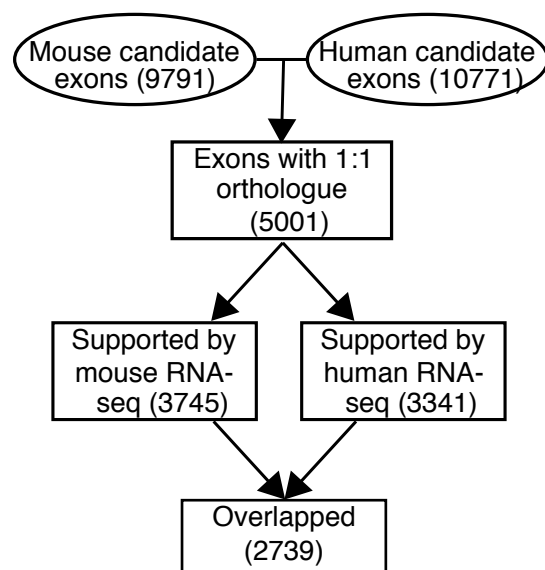 Mouse candidate
exons (9791)
Human candidate
exons (10771)
Exons with 1:1
orthologue
(5001)
Supported by
mouse RNA-
seq (3745)
Supported by
human RNA-
seq (3341)
Overlapped
(2739)